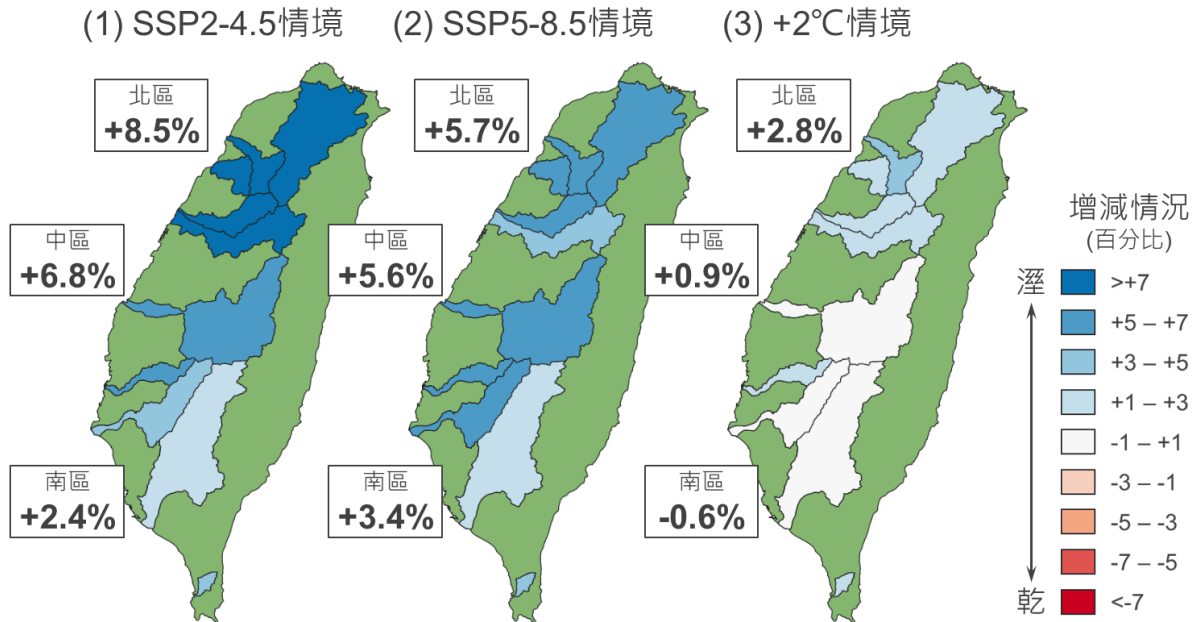 (1) SSP2-4.5情境
(2) SSP5-8.5情境
(3) +2℃情境
北區
+8.5%
北區
+5.7%
北區
+2.8%
中區
+6.8%
中區
+5.6%
中區
+0.9%
南區
+2.4%
南區
+3.4%
南區
-0.6%
增減情況
(百分比)
溼
>+7
+5 – +7
+3 – +5
+1 – +3
-1 – +1
-3 – -1
-5 – -3
-7 – -5
乾
<-7